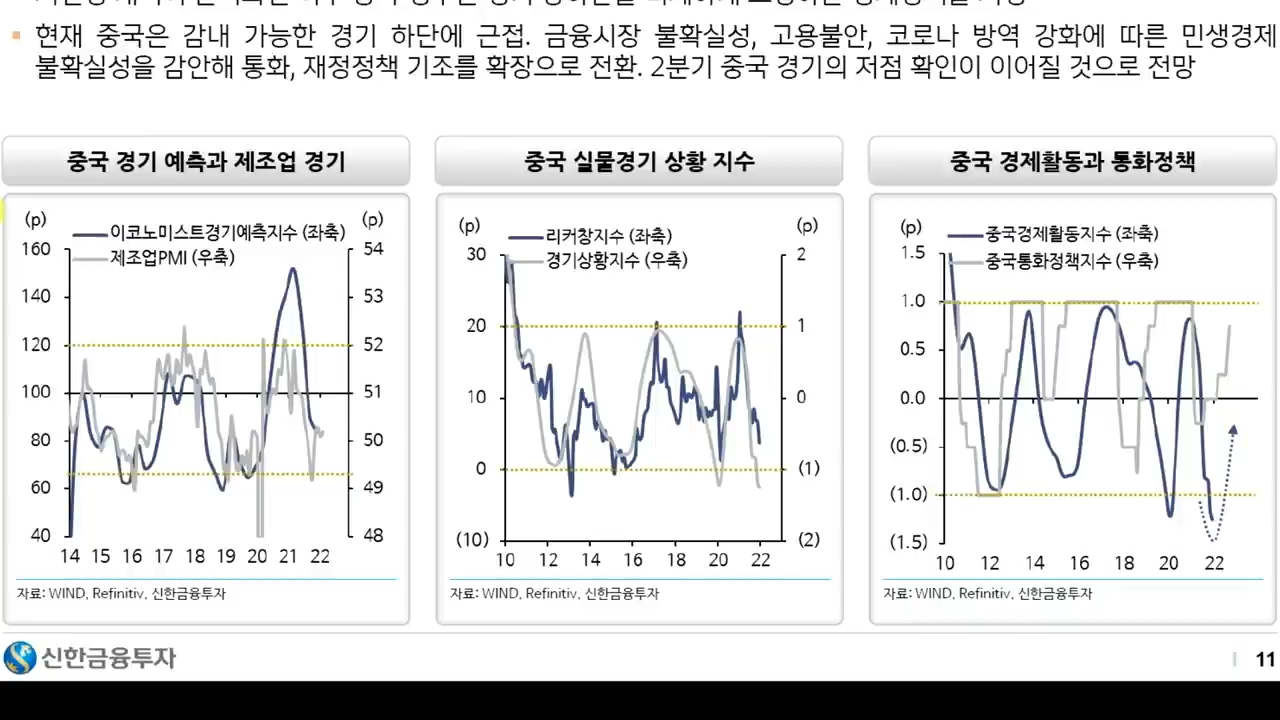 현재 중국은 감내 가능한 경기 하단에 근접. 금융시장 불확실성, 고용불안, 코로나 방역 강화에 따른 민생경제
불확실성을 감안해 통화, 재정정책 기조를 확장으로 전환. 2분기 중국 경기의 저점 확인이 이어질 것으로 전망
중국 경기 예측과 제조업 경기
(p)
(p)
이코노미스트경기예측지수 (좌축)
제조업PMI (우축)
160
140
120
100
80
60
40
54
53
52
51
50
49
48
14 15 16 17 18 19 20 21 22
자료: WIND, Refinitiv, 신한금융투자
중국 실물경기 상황 지수
(p)
(p)
리커창지수 (좌축)
경기상황지수 (우축)
30
20
10
0
(10)
2
1
0
(1)
(2)
10 12 14 16 18 20 22
자료: WIND, Refinitiv, 신한금융투자
중국 경제활동과 통화정책
(p)
중국경제활동지수 (좌축)
중국통화정책지수 (우축)
1.5
1.0
0.5
0.0
(0.5)
(1.0)
(1.5)
10 12 14 16 18 20 22
자료: WIND, Refinitiv, 신한금융투자
신한금융투자
11